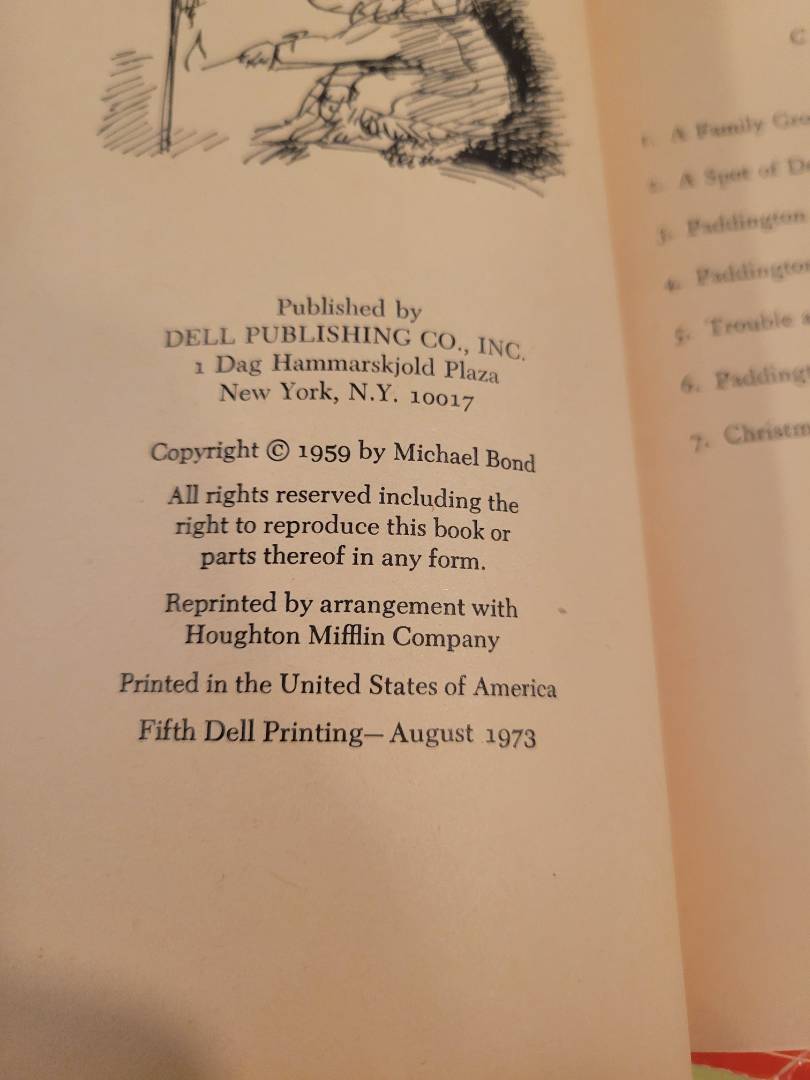 Published by
DELL PUBLISHING CO., INC.
1 Dag Hammarskjold Plaza
New York, N.Y. 10017
Copyright © 1959 by Michael Bond
All rights reserved including the
right to reproduce this book or
parts thereof in any form.
Reprinted by arrangement with
Houghton Mifflin Company
Printed in the United States of America
Fifth Dell Printing—August 1973
C
1. A Family Gro
2. A Spot of De
3. Paddington
4. Paddington
5. Trouble a
6. Paddingt
7. Christm